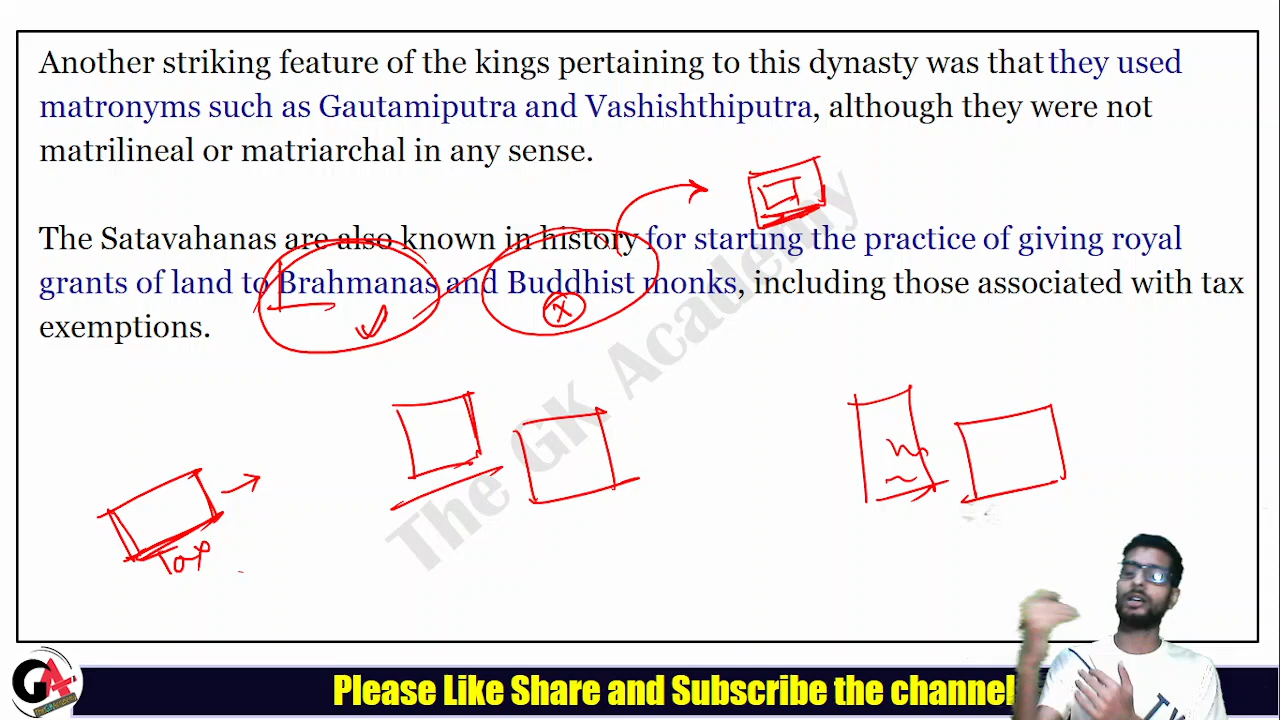 Another striking feature of the kings pertaining to this dynasty was that they used
matronyms such as Gautamiputra and Vashishthiputra, although they were not
matrilineal or matriarchal in any sense.
The Satavahanas are also known in history for starting the practice of giving royal
grants of land to Brahmanas and Buddhist monks, including those associated with tax
exemptions.
The GK Academy
Tax
GA
Please Like Share and Subscribe the channel